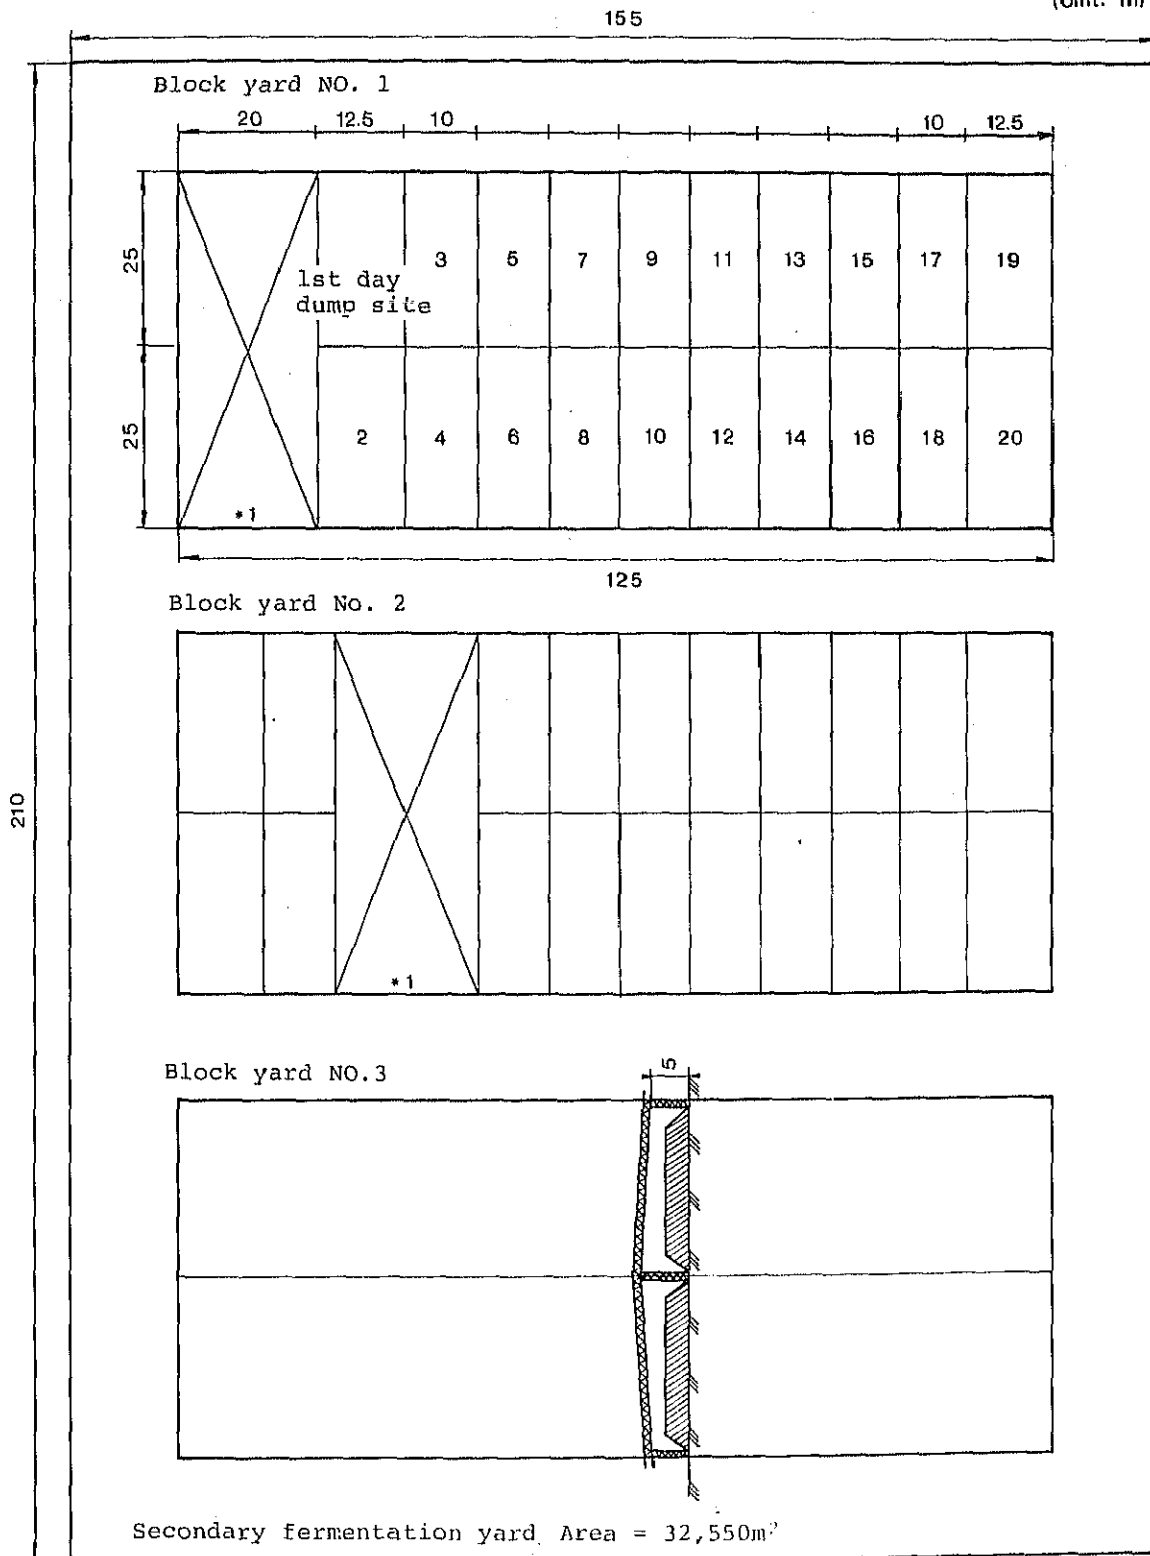 (Unit: m)
155
Block yard NO. 1
20 12.5 10 10 12.5
25
3 5 7 9 11 13 15 17 19
1st day
dump site
25
2 4 6 8 10 12 14 16 18 20
*1
125
Block yard No. 2
210
*1
Block yard NO.3
5
Secondary fermentation yard Area = 32,550m²